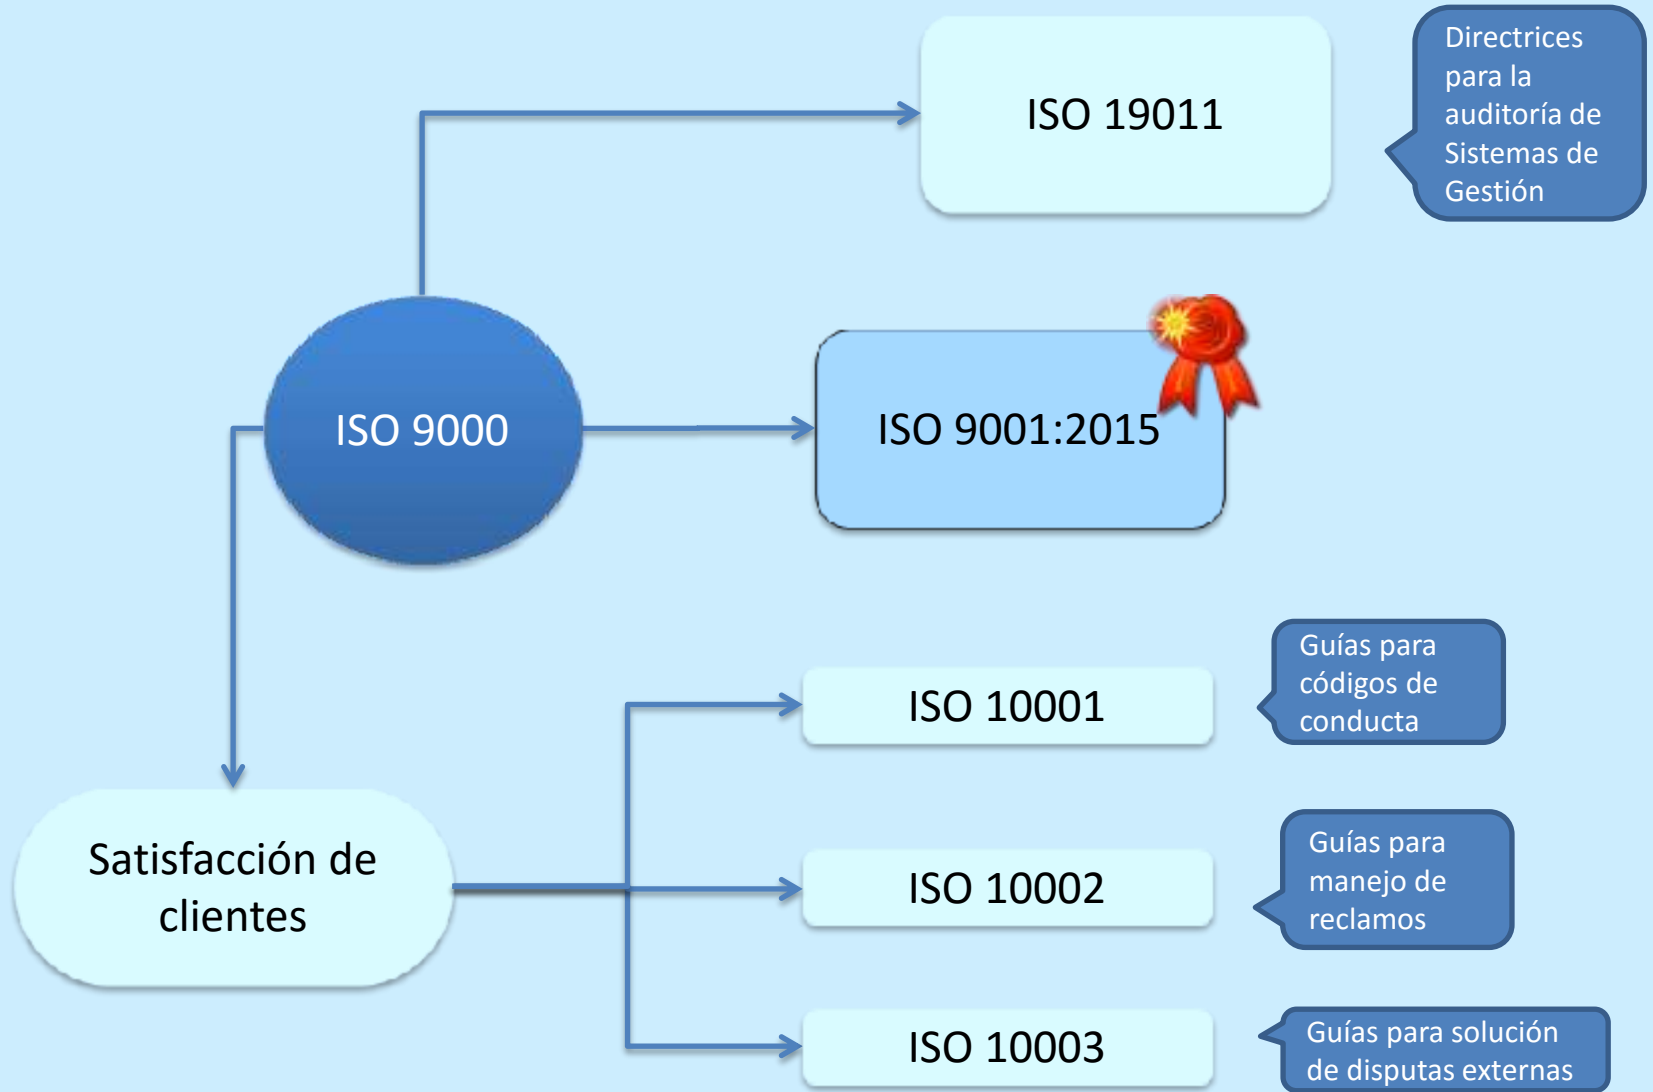 ISO 19011
Directrices
para la
auditoría de
Sistemas de
Gestión
ISO 9000
ISO 9001:2015
Satisfacción de
clientes
ISO 10001
Guías para
códigos de
conducta
ISO 10002
Guías para
manejo de
reclamos
ISO 10003
Guías para solución
de disputas externas